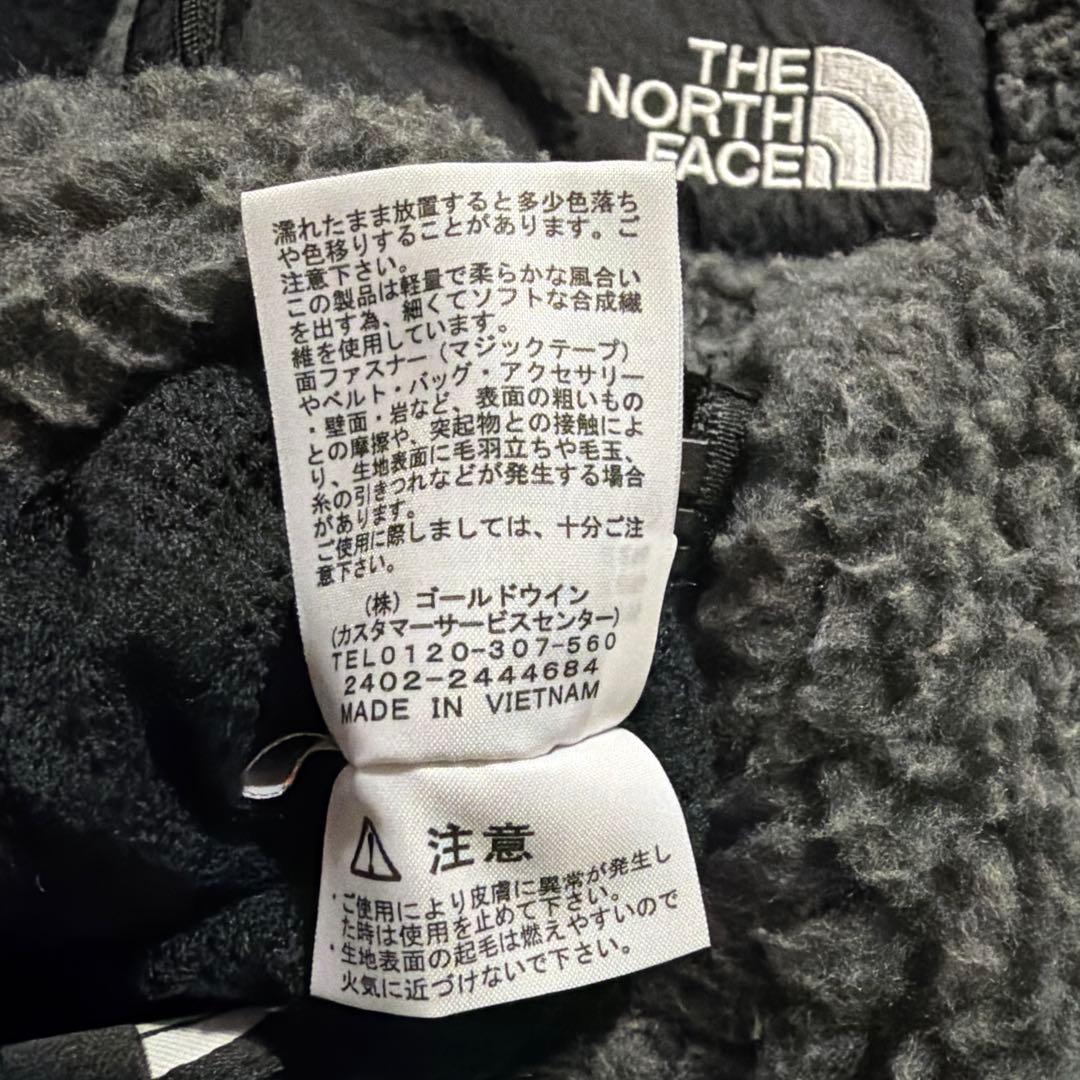 THE
NORTH
FACE
濡れたまま放置すると多少色落ち
や色移りすることがあります。ご
注意下さい。
この製品は軽量で柔らかな風合い
を出す為、細くてソフトな合成繊
維を使用しています。
面ファスナー(マジックテープ)
やベルト・バッグ・アクセサリー
・壁面・岩など、表面の粗いもの
との摩擦や、突起物との接触によ
り、生地表面に毛羽立ちや毛玉、
糸の引きつれなどが発生する場合
があります。
ご使用に際しましては、十分ご注
意下さい。
(株)ゴールドウイン
(カスタマーサービスセンター)
TEL0120-307-560
2402-2444684
MADE IN VIETNAM
注意
・ご使用により皮膚に異常が発生し
た時は使用を止めて下さい。
・生地表面の起毛は燃えやすいので
火気に近づけないで下さい。